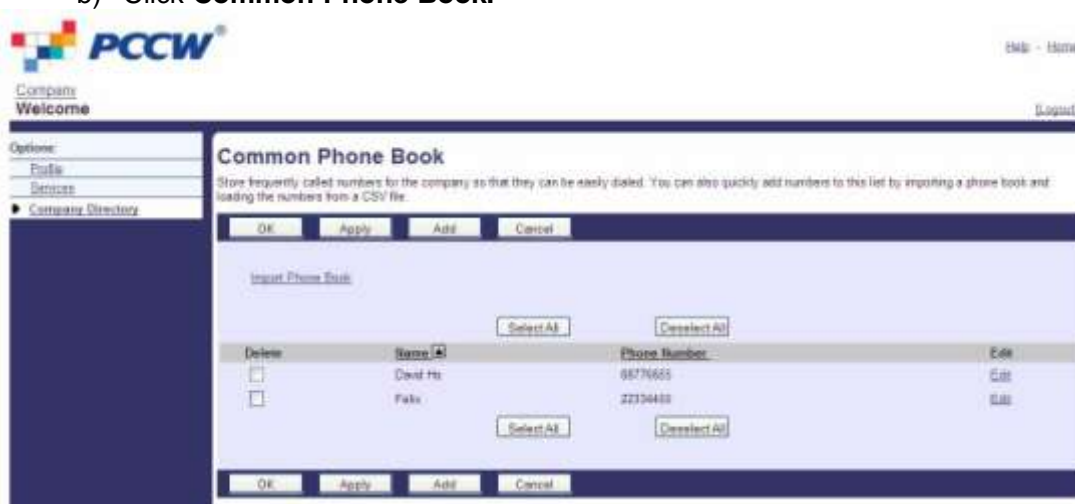 b) Click Common Phone Book.
PCCW®
Help - Home
Company
Welcome
[Logout
Options:
Profile
Services
Company Directory
Common Phone Book
Store frequently called numbers for the company so that they can be easily dialed. You can also quickly add numbers to this list by importing a phone book and
loading the numbers from a CSV file.
OK Apply Add Cancel
Import Phone Book
Select All Deselect All
Delete Name Phone Number Edit
David Ho Edit
Felix Edit
Select All Deselect All
OK Apply Add Cancel